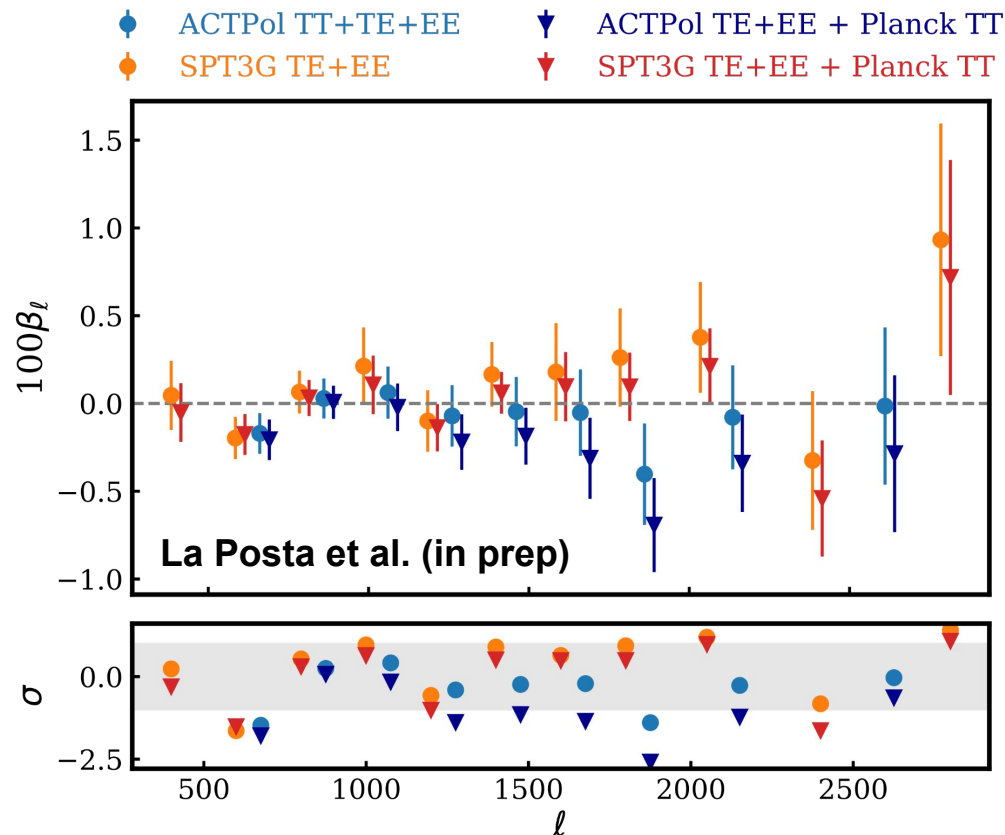 ACTPol TT+TE+EE
ACTPol TE+EE + Planck TT
SPT3G TE+EE
SPT3G TE+EE + Planck TT
1.5
1.0
0.5
0.0
−0.5
−1.0
100βℓ
La Posta et al. (in prep)
0.0
−2.5
σ
500
1000
1500
2000
2500
ℓ